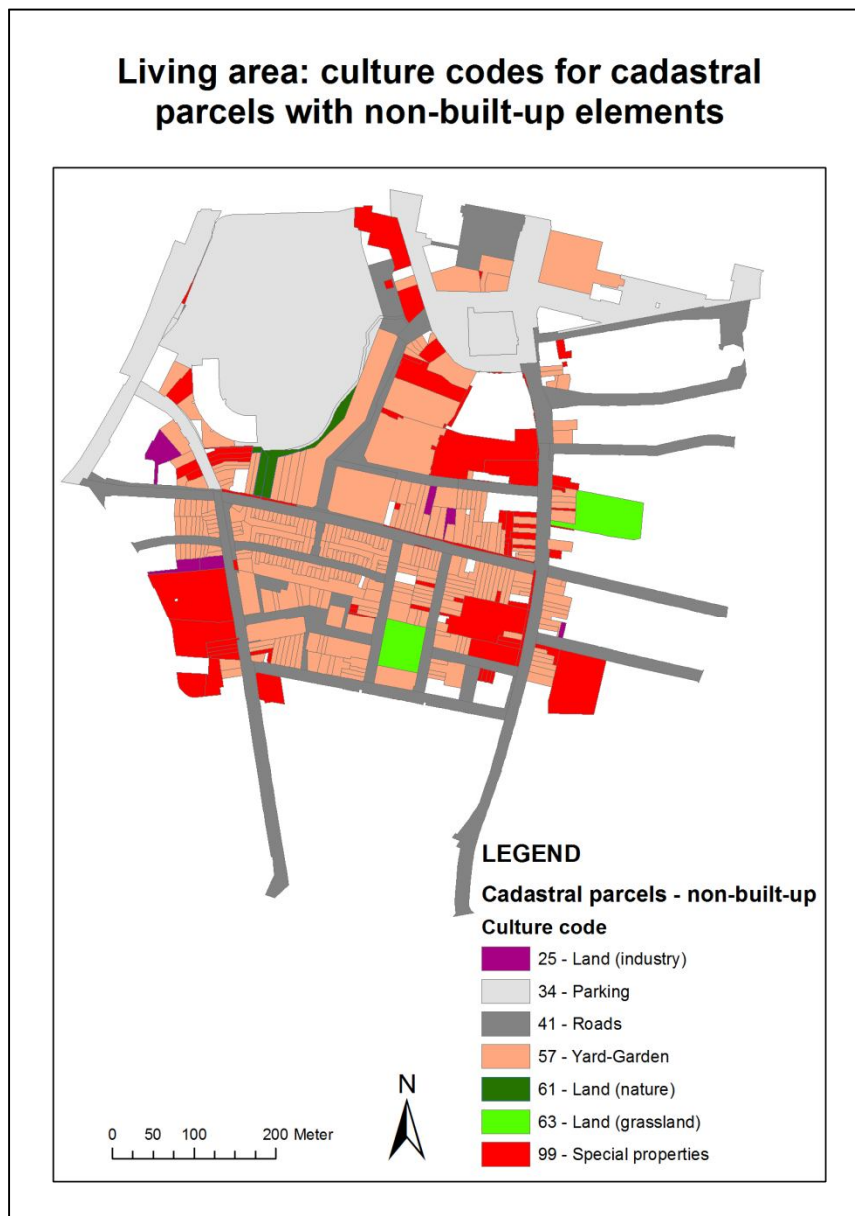 Living area: culture codes for cadastral
parcels with non-built-up elements
LEGEND
Cadastral parcels - non-built-up
Culture code
25 - Land (industry)
34 - Parking
41 - Roads
57 - Yard-Garden
61 - Land (nature)
63 - Land (grassland)
99 - Special properties
N
0 50 100 200 Meter